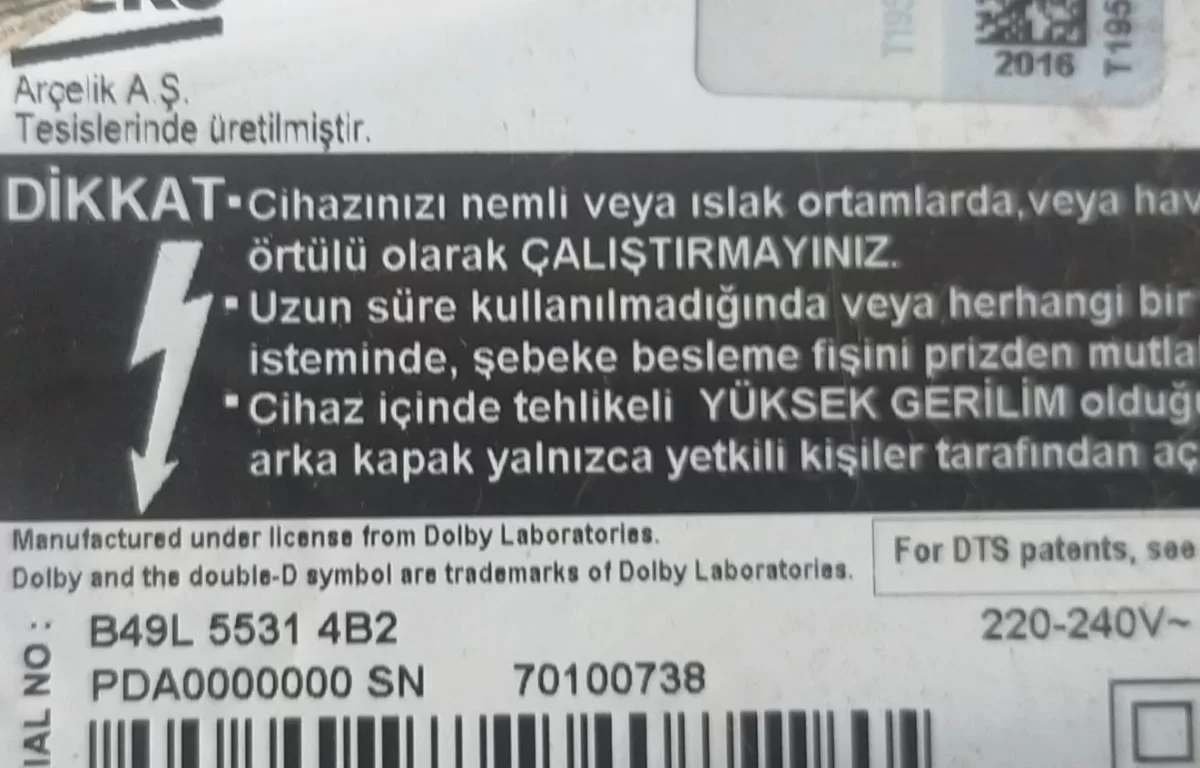 2016
T195
Arçelik A.Ş.
Tesislerinde üretilmiştir.
DİKKAT
▪Cihazınızı nemli veya ıslak ortamlarda,veya hav
örtülü olarak ÇALIŞTIRMAYINIZ.
▪Uzun süre kullanılmadığında veya herhangi bir
isteminde, şebeke besleme fişini prizden mutla
▪Cihaz içinde tehlikeli YÜKSEK GERİLİM olduğ
arka kapak yalnızca yetkili kişiler tarafından aç
Manufactured under license from Dolby Laboratories.
Dolby and the double-D symbol are trademarks of Dolby Laboratories.
For DTS patents, see
B49L 5531 4B2
220-240V~
PDA0000000 SN 70100738
IAL NO :